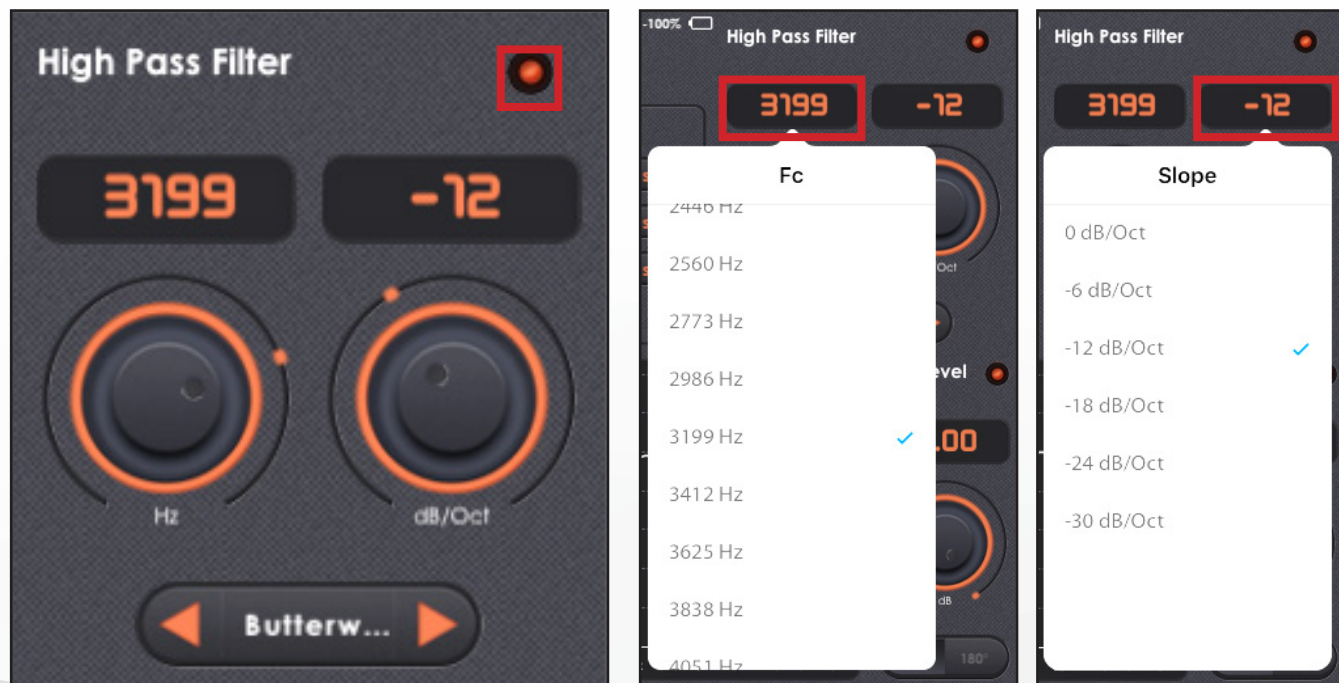 High Pass Filter
3199 -12
Hz dB/Oct
Butterw...
-100%
High Pass Filter
3199 -12
Fc
2446 Hz
2560 Hz
2773 Hz
2986 Hz
3199 Hz
3412 Hz
3625 Hz
3838 Hz
4051 Hz
Oct
evel
.00
dB
180°
High Pass Filter
3199 -12
Slope
0 dB/Oct
-6 dB/Oct
-12 dB/Oct
-18 dB/Oct
-24 dB/Oct
-30 dB/Oct